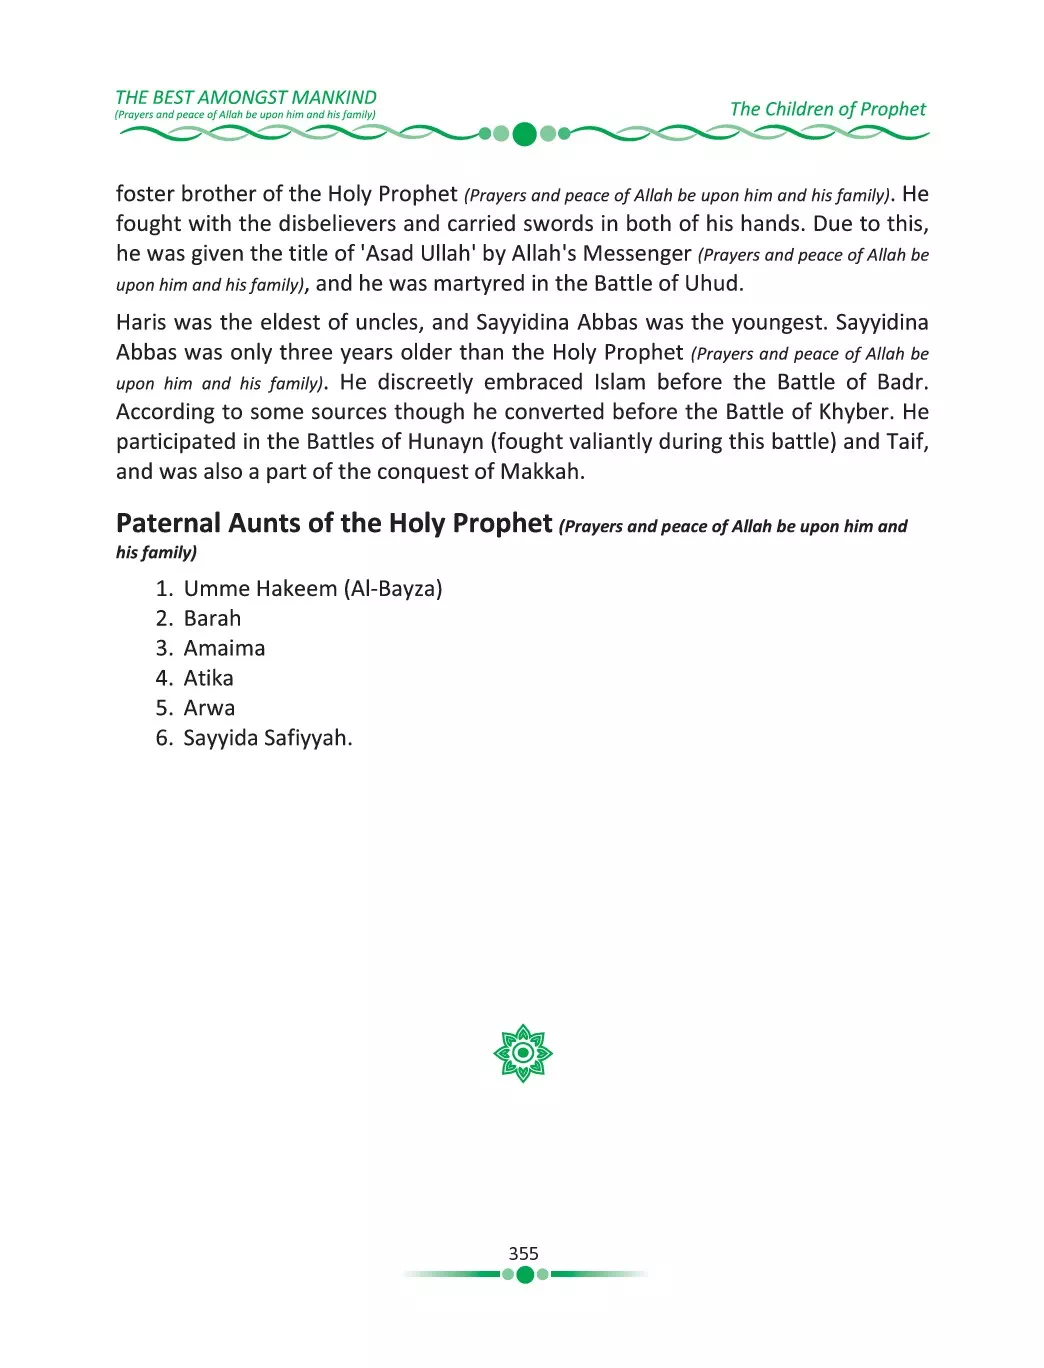 THE BEST AMONGST MANKIND
(Prayers and peace of Allah be upon him and his family)
The Children of Prophet
foster brother of the Holy Prophet (Prayers and peace of Allah be upon him and his family). He
fought with the disbelievers and carried swords in both of his hands. Due to this,
he was given the title of 'Asad Ullah' by Allah's Messenger (Prayers and peace of Allah be
upon him and his family), and he was martyred in the Battle of Uhud.
Haris was the eldest of uncles, and Sayyidina Abbas was the youngest. Sayyidina
Abbas was only three years older than the Holy Prophet (Prayers and peace of Allah be
upon him and his family). He discreetly embraced Islam before the Battle of Badr.
According to some sources though he converted before the Battle of Khyber. He
participated in the Battles of Hunayn (fought valiantly during this battle) and Taif,
and was also a part of the conquest of Makkah.
Paternal Aunts of the Holy Prophet (Prayers and peace of Allah be upon him and
his family)
1. Umme Hakeem (Al-Bayza)
2. Barah
3. Amaima
4. Atika
5. Arwa
6. Sayyida Safiyyah.
355